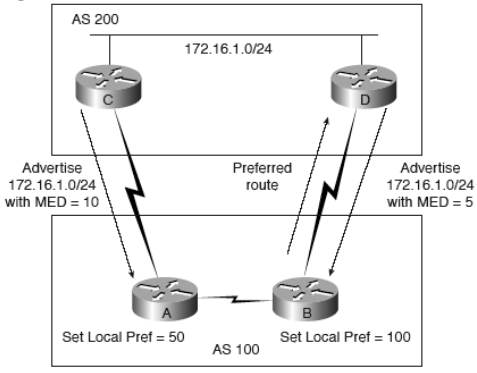 AS 200
172.16.1.0/24
C
D
Advertise
172.16.1.0/24
with MED = 10
Preferred
route
Advertise
172.16.1.0/24
with MED = 5
A
B
Set Local Pref = 50
Set Local Pref = 100
AS 100